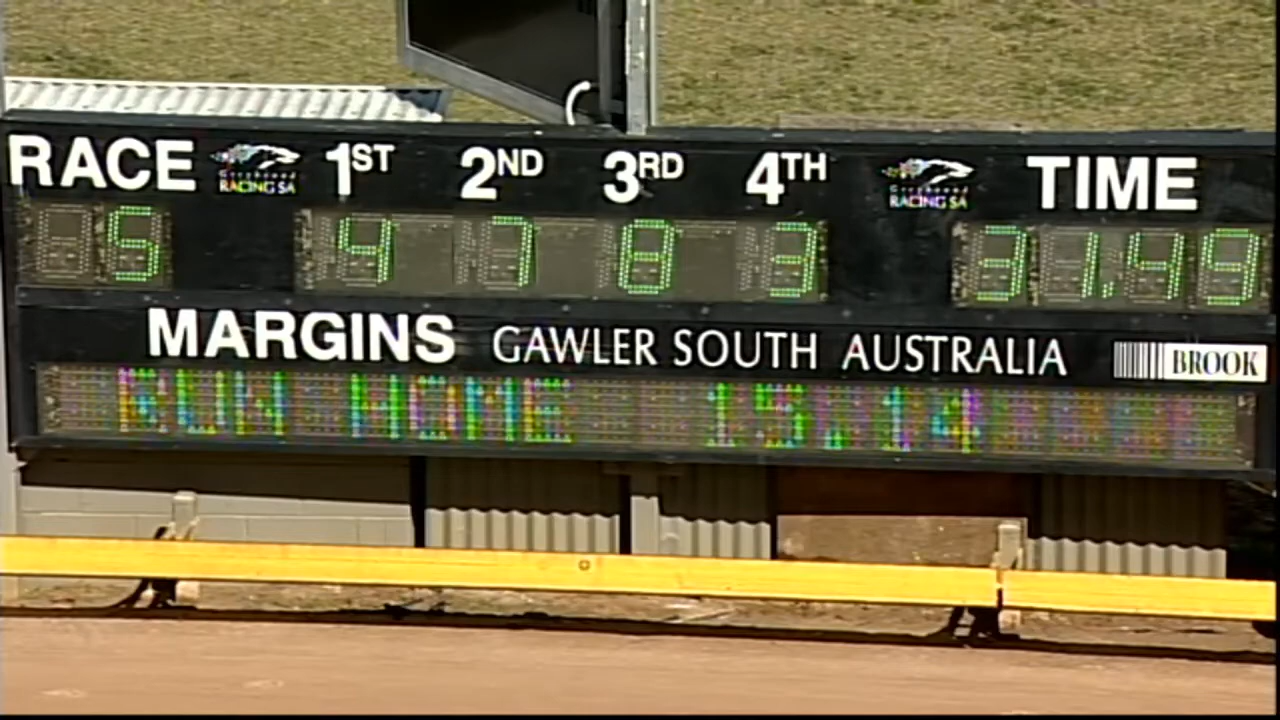 RACE Greyhound RACING SA 1ST 2ND 3RD 4TH Greyhound RACING SA TIME
5 4 7 8 3 31.49
MARGINS GAWLER SOUTH AUSTRALIA BROOK
RUN HOME 15.14